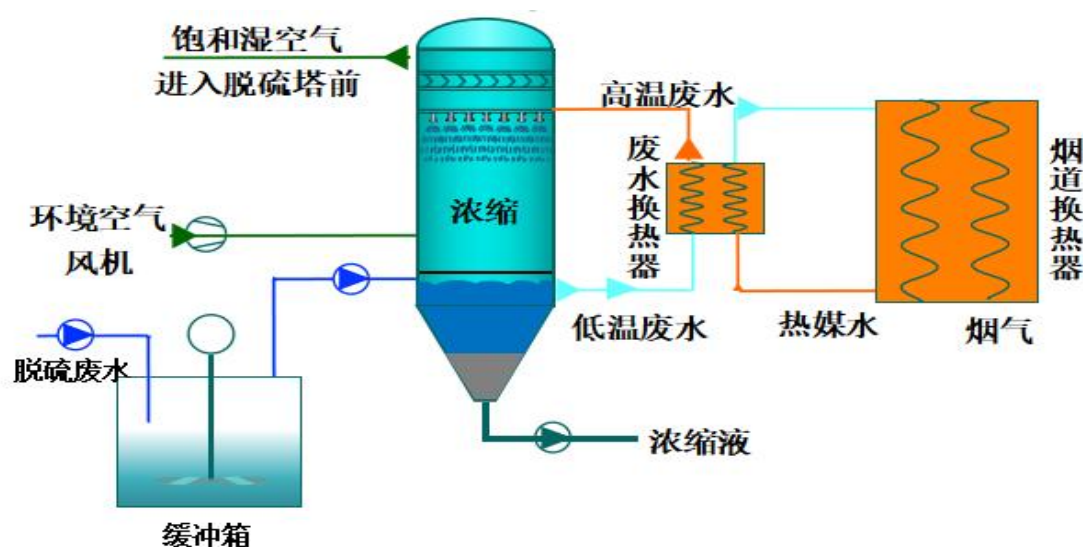 饱和湿空气
进入脱硫塔前
高温废水
废水换热器
烟道换热器
浓缩
环境空气
风机
低温废水
热媒水
烟气
脱硫废水
浓缩液
缓冲箱